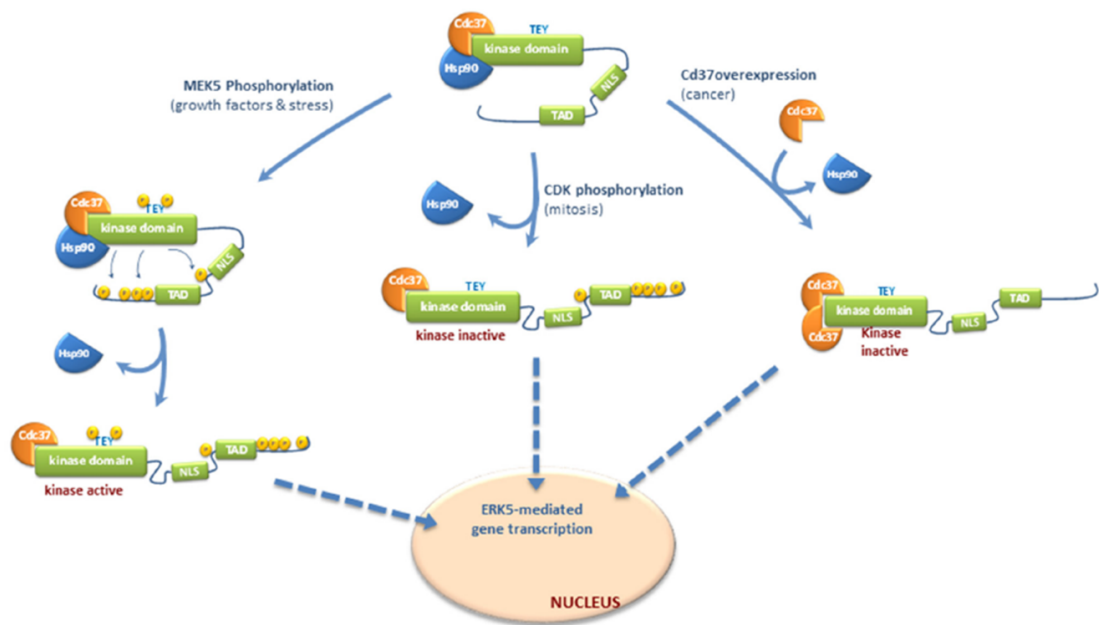 Cdc37
TEY
kinase domain
Hsp90
NLS
TAD
MEK5 Phosphorylation
(growth factors & stress)
Cd37overexpression
(cancer)
Cdc37
Hsp90
CDK phosphorylation
(mitosis)
Hsp90
Cdc37
P P
TEY
kinase domain
Hsp90
NLS
P
P PPP
TAD
Hsp90
Cdc37
TEY
kinase domain
kinase inactive
NLS
P
TAD
PPP P
Cdc37
TEY
kinase domain
Cdc37
Kinase
inactive
NLS
TAD
Cdc37
P P
TEY
kinase domain
kinase active
NLS
P
TAD
PPP P
ERK5-mediated
gene transcription
NUCLEUS